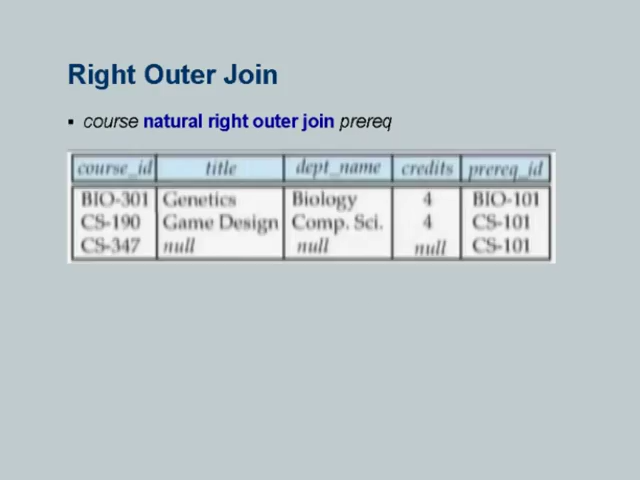 Right Outer Join
▪ course natural right outer join prereq
course_id title dept_name credits prereq_id
BIO-301 Genetics Biology 4 BIO-101
CS-190 Game Design Comp. Sci. 4 CS-101
CS-347 null null null CS-101